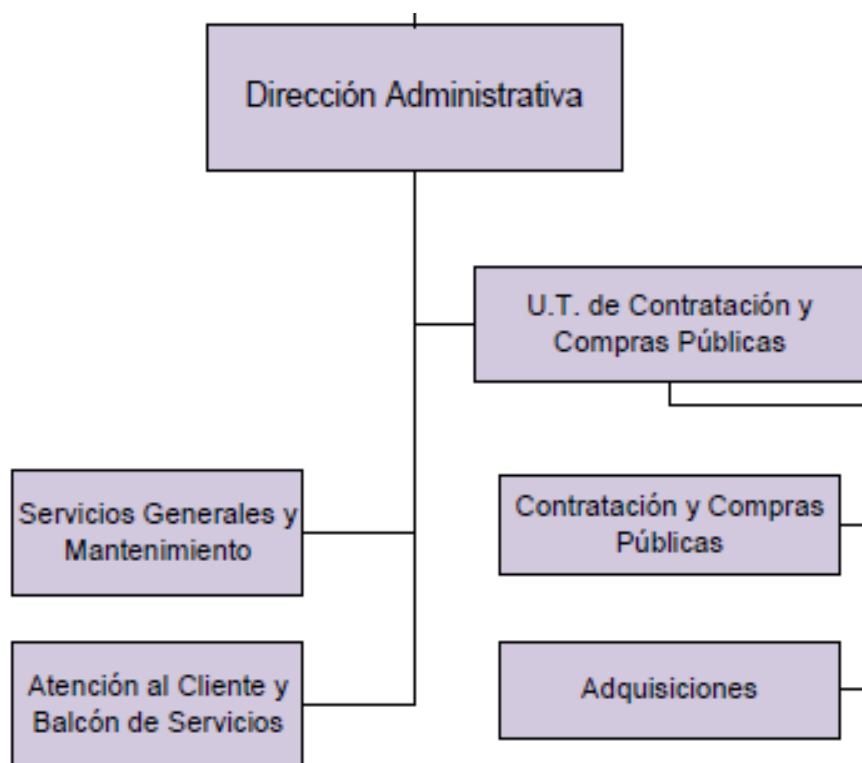 Dirección Administrativa
U.T. de Contratación y
Compras Públicas
Servicios Generales y
Mantenimiento
Contratación y Compras
Públicas
Atención al Cliente y
Balcón de Servicios
Adquisiciones